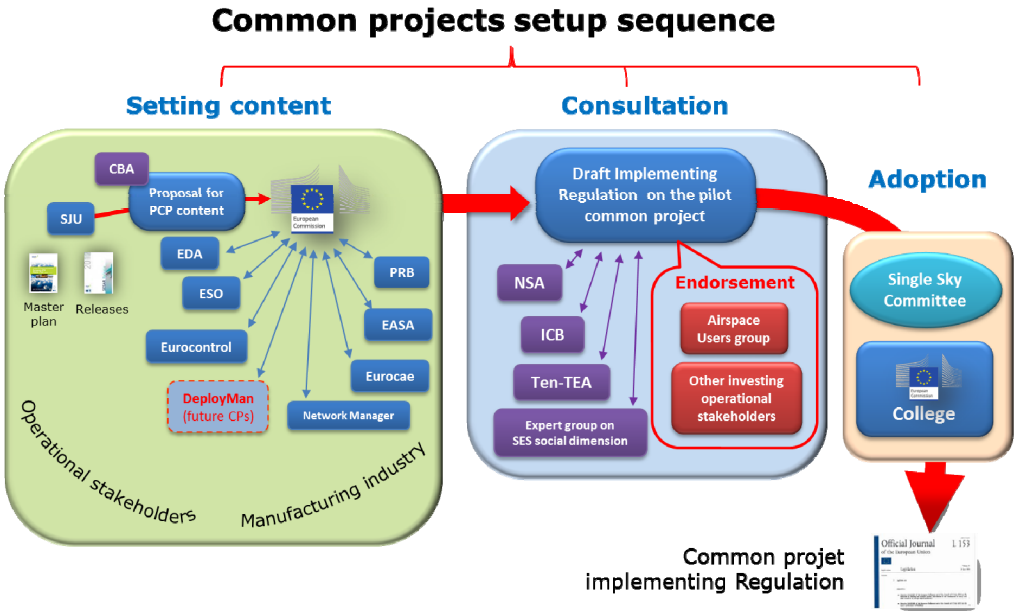 Common projects setup sequence
Setting content
Consultation
Adoption
CBA
Proposal for
PCP content
SJU
European
Commission
EDA
ESO
PRB
EASA
Eurocontrol
Eurocae
DeployMan
(future CPs)
Network Manager
Master
plan
Releases
Operational stakeholders
Manufacturing industry
Draft Implementing
Regulation on the pilot
common project
NSA
ICB
Ten-TEA
Expert group on
SES social dimension
Endorsement
Airspace
Users group
Other investing
operational
stakeholders
Single Sky
Committee
European
Commission
College
Common projet
implementing Regulation
Official Journal
of the European Union
L 153